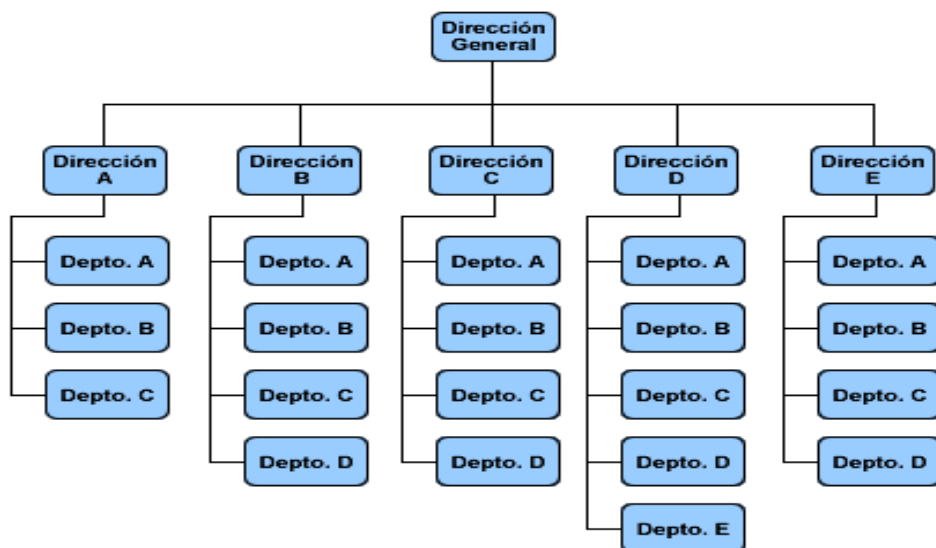 Dirección
General
Dirección
A
Dirección
B
Dirección
C
Dirección
D
Dirección
E
Depto. A
Depto. A
Depto. A
Depto. A
Depto. A
Depto. B
Depto. B
Depto. B
Depto. B
Depto. B
Depto. C
Depto. C
Depto. C
Depto. C
Depto. C
Depto. D
Depto. D
Depto. D
Depto. D
Depto. E